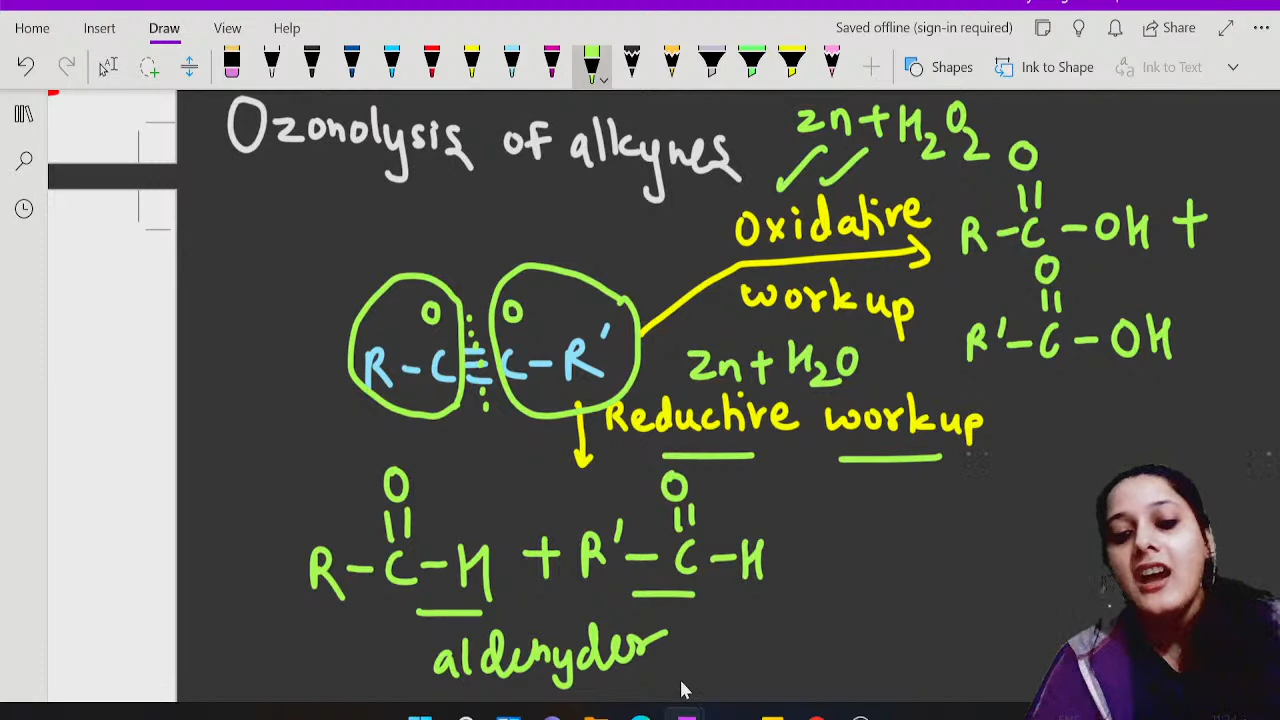 Saved offline (sign-in required)
Share
Home Insert Draw View Help
Shapes Ink to Shape Ink to Text
Ozonolysis of alkynes
Zn + H2O2
Oxidative
workup
O
R-C-OH +
O
R'-C-OH
O O
R-C≡C-R'
Zn + H2O
Reductive workup
O O
R-C-H + R'-C-H
aldehydes